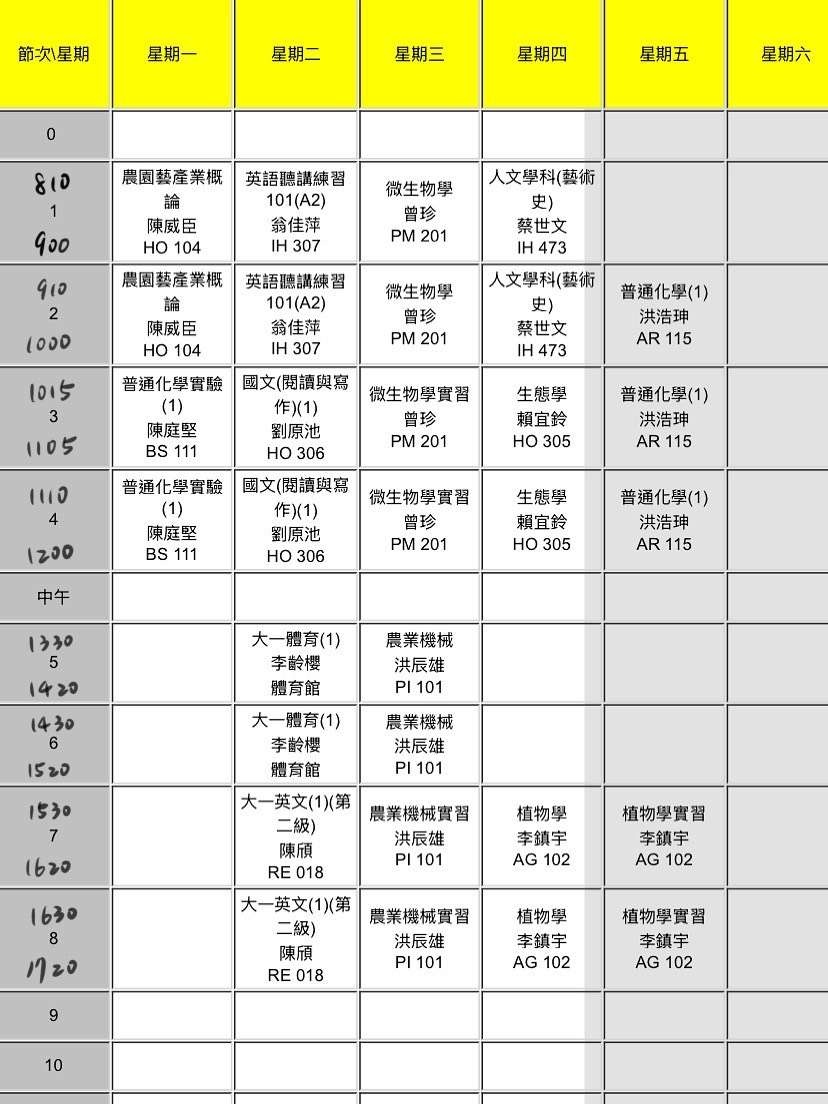 節次\星期 星期一 星期二 星期三 星期四 星期五 星期六
0
810
1
900
農園藝產業概
論
陳威臣
HO 104
英語聽講練習
101(A2)
翁佳萍
IH 307
微生物學
曾珍
PM 201
人文學科(藝術
史)
蔡世文
IH 473
910
2
1000
農園藝產業概
論
陳威臣
HO 104
英語聽講練習
101(A2)
翁佳萍
IH 307
微生物學
曾珍
PM 201
人文學科(藝術
史)
蔡世文
IH 473
普通化學(1)
洪浩珅
AR 115
1015
3
1105
普通化學實驗
(1)
陳庭堅
BS 111
國文(閱讀與寫
作)(1)
劉原池
HO 306
微生物學實習
曾珍
PM 201
生態學
賴宜鈴
HO 305
普通化學(1)
洪浩珅
AR 115
1110
4
1200
普通化學實驗
(1)
陳庭堅
BS 111
國文(閱讀與寫
作)(1)
劉原池
HO 306
微生物學實習
曾珍
PM 201
生態學
賴宜鈴
HO 305
普通化學(1)
洪浩珅
AR 115
中午
1330
5
1420
大一體育(1)
李齡櫻
體育館
農業機械
洪辰雄
PI 101
1430
6
1520
大一體育(1)
李齡櫻
體育館
農業機械
洪辰雄
PI 101
1530
7
1620
大一英文(1)(第
二級)
陳頎
RE 018
農業機械實習
洪辰雄
PI 101
植物學
李鎮宇
AG 102
植物學實習
李鎮宇
AG 102
1630
8
1720
大一英文(1)(第
二級)
陳頎
RE 018
農業機械實習
洪辰雄
PI 101
植物學
李鎮宇
AG 102
植物學實習
李鎮宇
AG 102
9
10